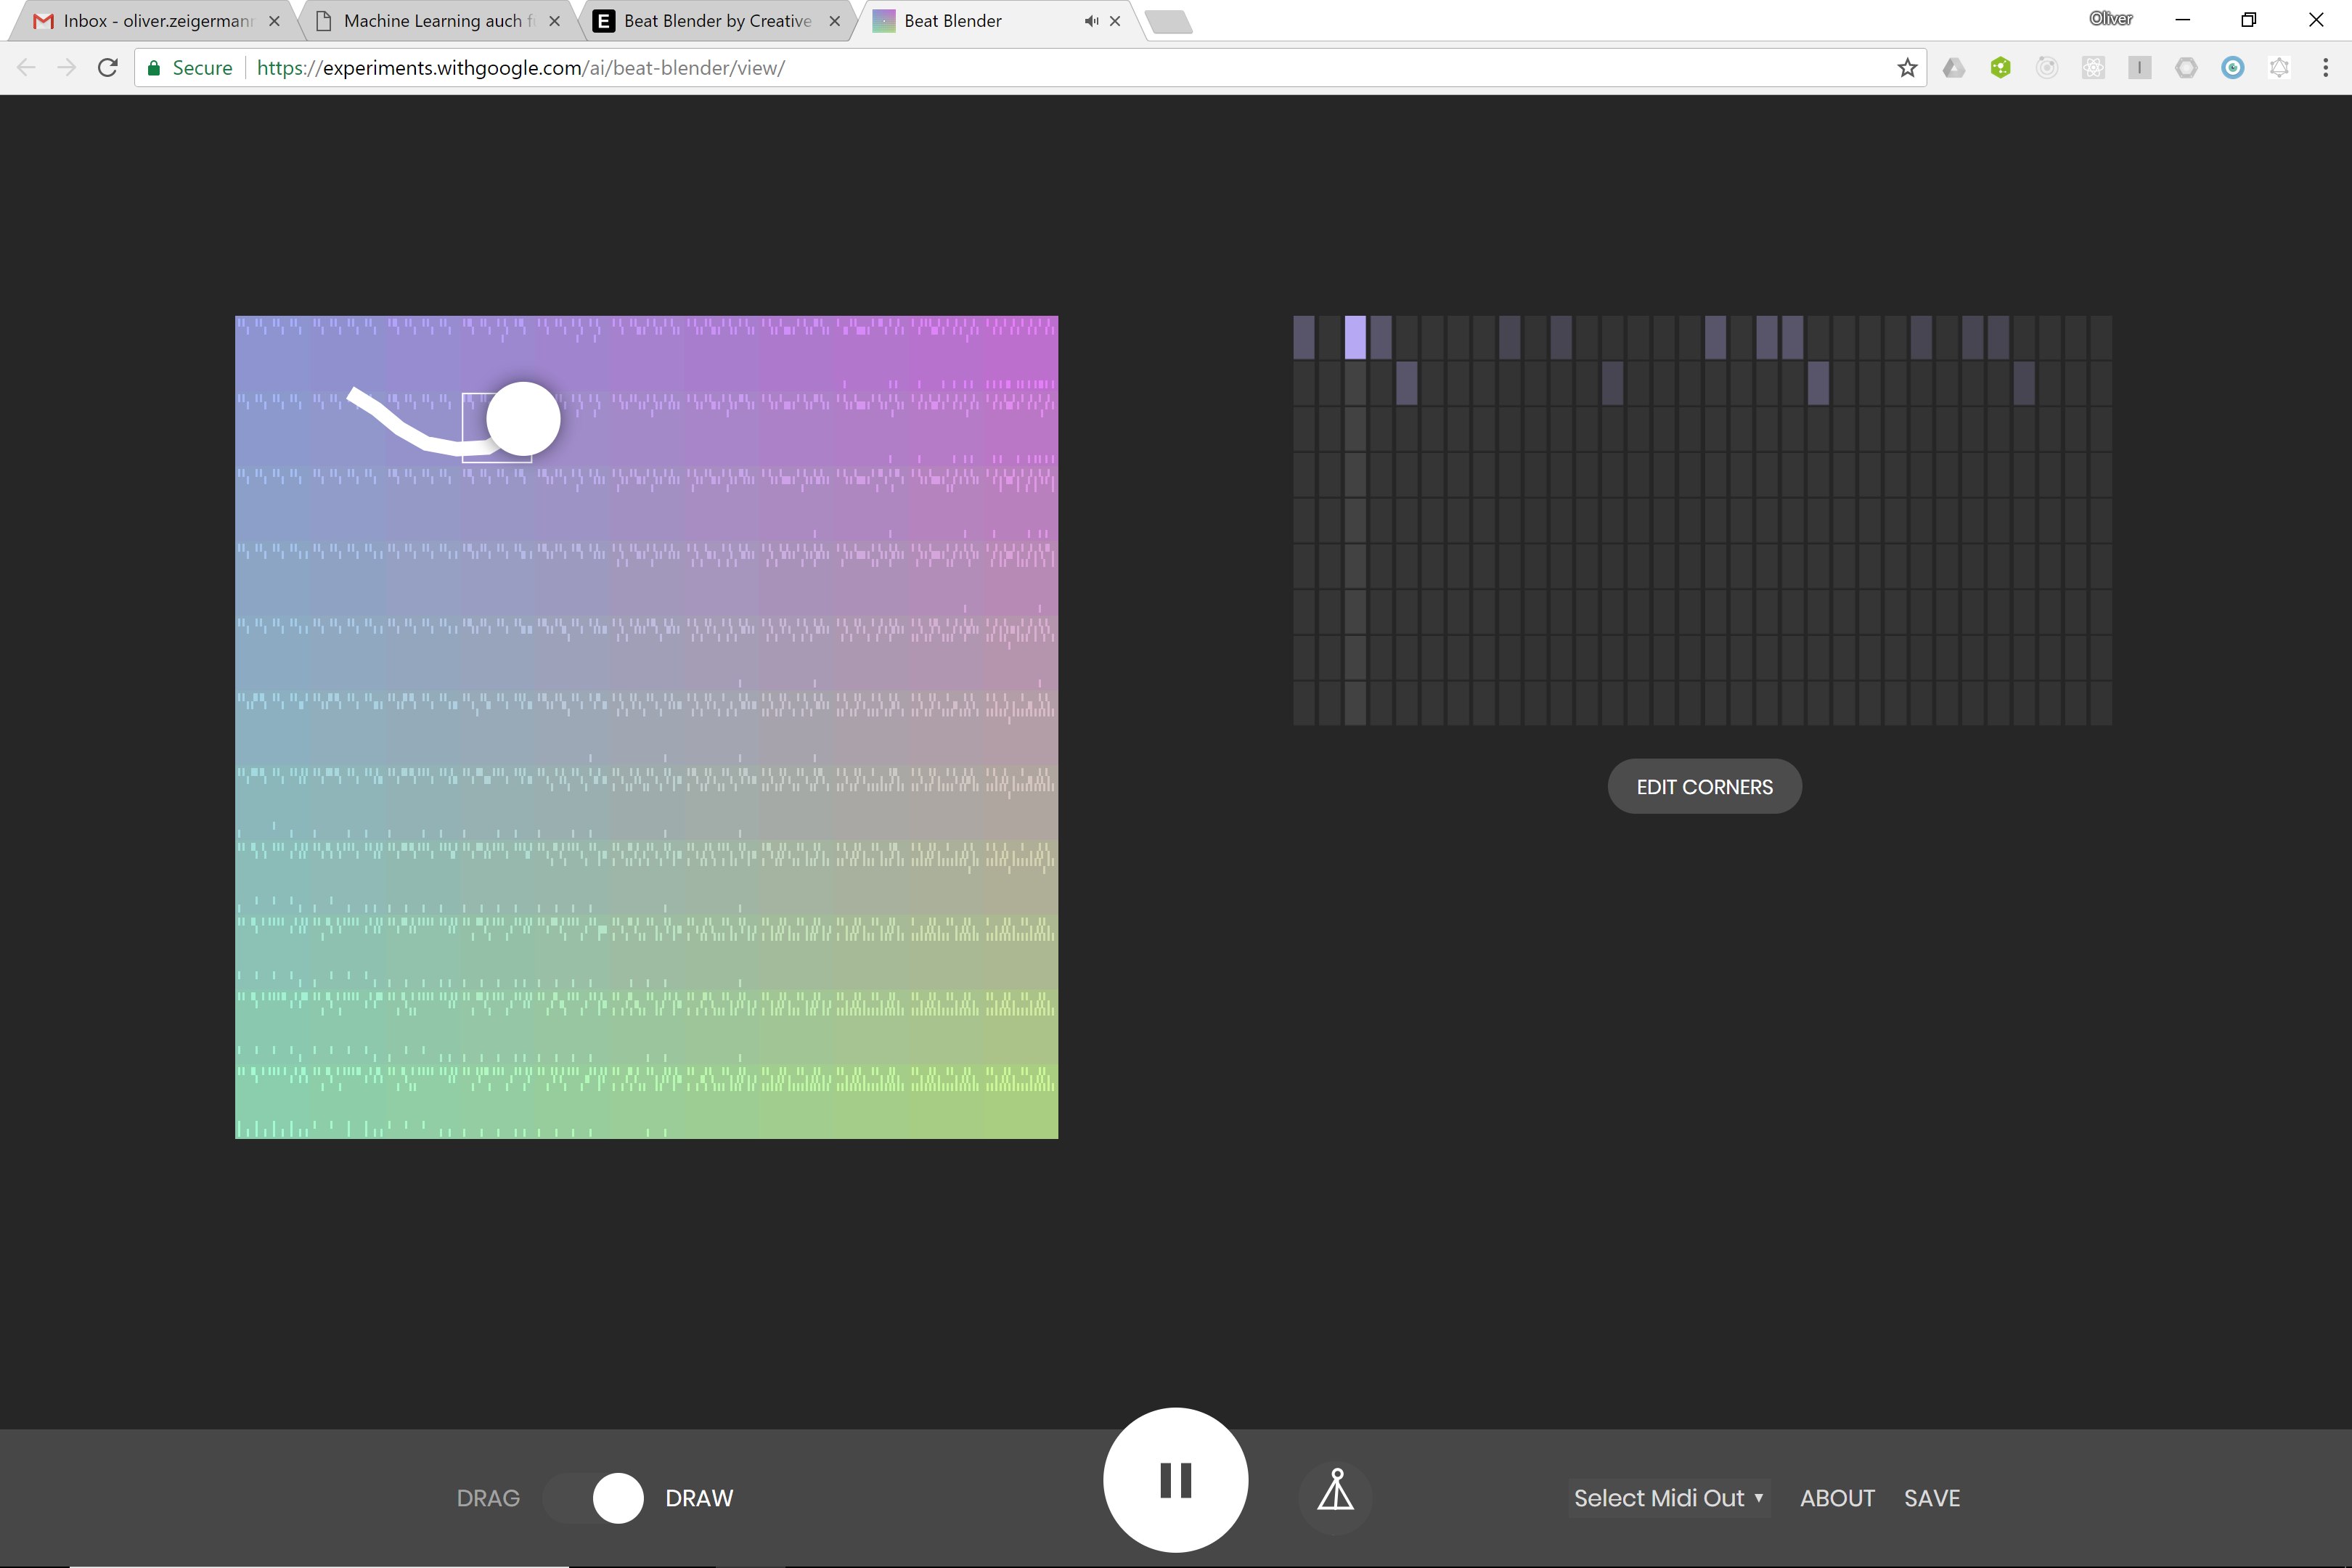 Inbox - oliver.zeigermann
Machine Learning auch f
Beat Blender by Creative
Beat Blender
Oliver
Secure
https://experiments.withgoogle.com/ai/beat-blender/view/
EDIT CORNERS
DRAG
DRAW
Select Midi Out
ABOUT
SAVE